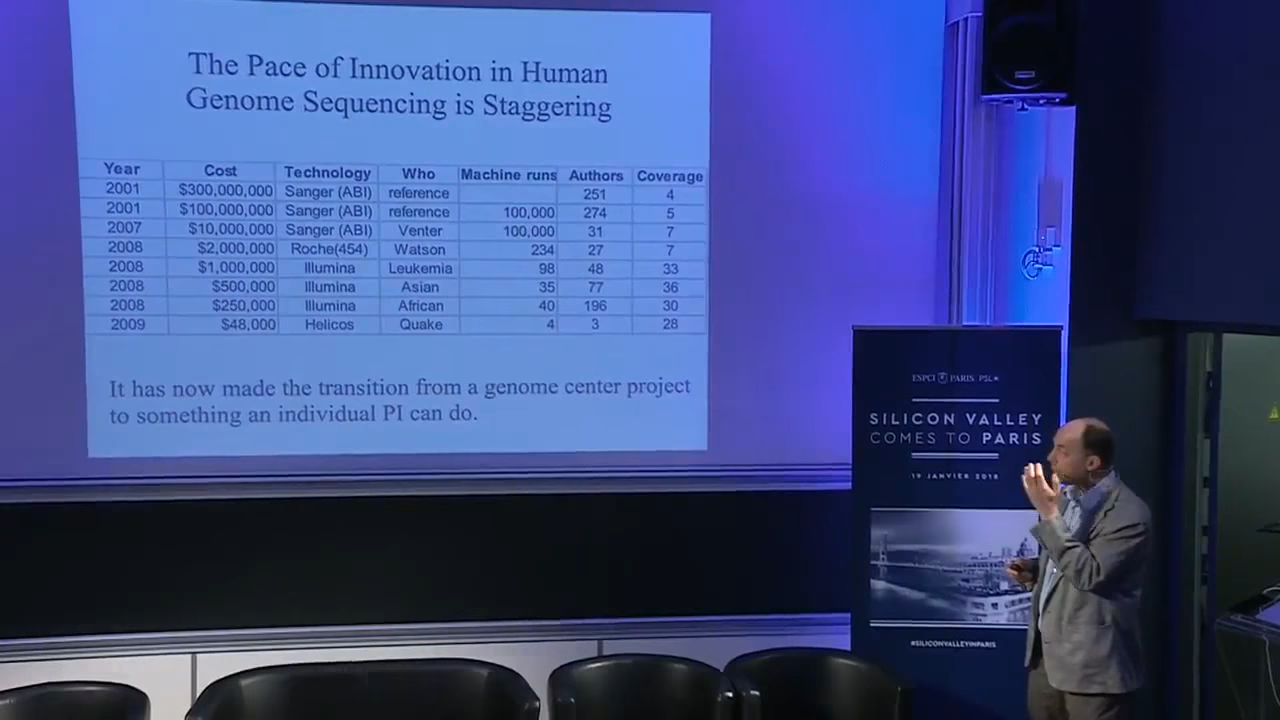 The Pace of Innovation in Human
Genome Sequencing is Staggering
Year Cost Technology Who Machine runs Authors Coverage
2001 $300,000,000 Sanger (ABI) reference 251 4
2001 $100,000,000 Sanger (ABI) reference 100,000 274 5
2007 $10,000,000 Sanger (ABI) Venter 100,000 31 7
2008 $2,000,000 Roche(454) Watson 234 27 7
2008 $1,000,000 Illumina Leukemia 98 48 33
2008 $500,000 Illumina Asian 35 77 36
2008 $250,000 Illumina African 40 196 30
2009 $48,000 Helicos Quake 4 3 28
It has now made the transition from a genome center project
to something an individual PI can do.
ESPCI PARIS PSL★
SILICON VALLEY
COMES TO PARIS
19 JANVIER 2018
#SILICONVALLEYINPARIS